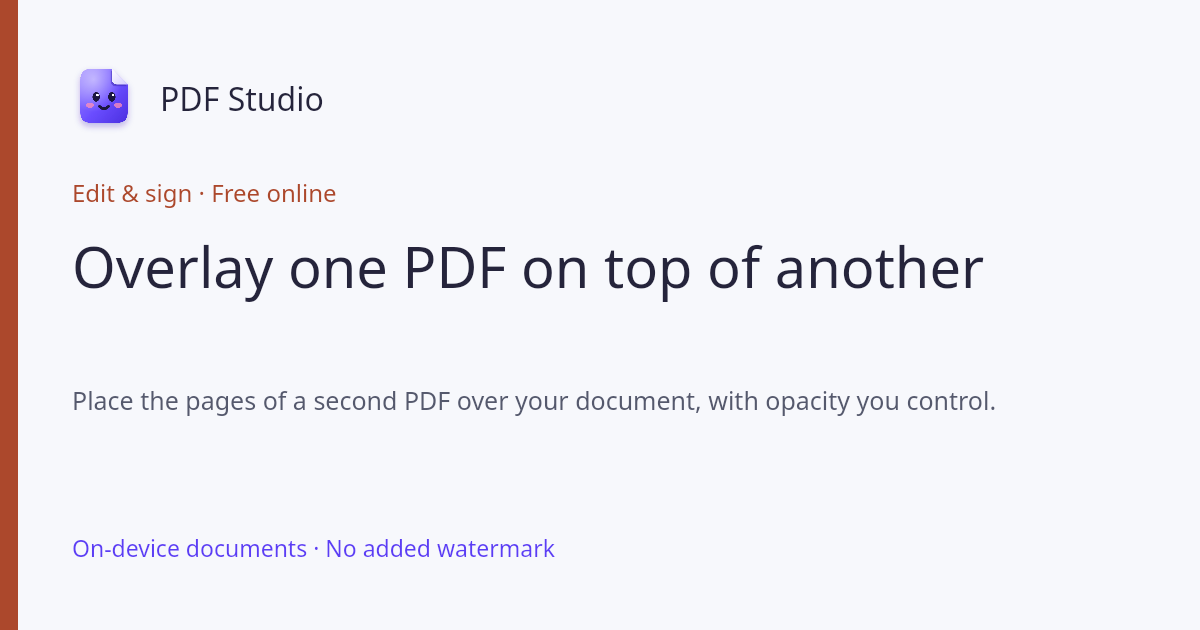 PDF Studio
Edit & sign · Free online
Overlay one PDF on top of another
Place the pages of a second PDF over your document, with opacity you control.
On-device documents · No added watermark